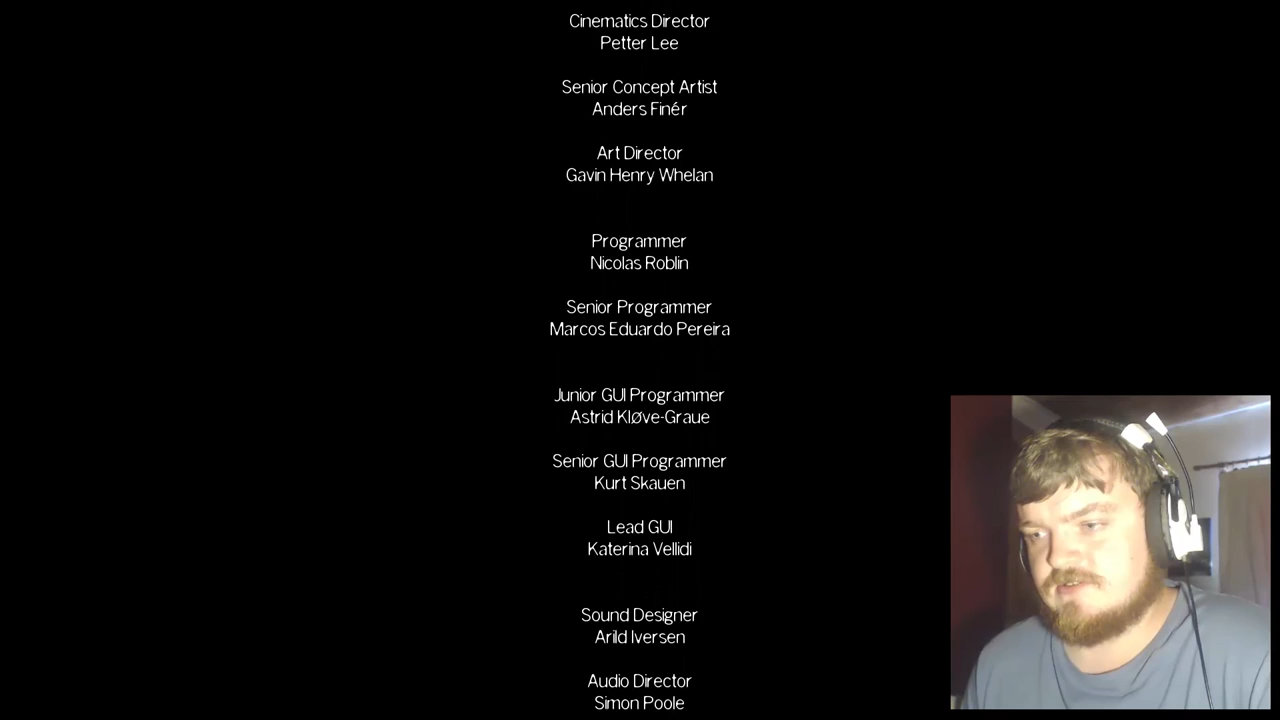 Cinematics Director
Petter Lee
Senior Concept Artist
Anders Finér
Art Director
Gavin Henry Whelan
Programmer
Nicolas Roblin
Senior Programmer
Marcos Eduardo Pereira
Junior GUI Programmer
Astrid Kløve-Graue
Senior GUI Programmer
Kurt Skauen
Lead GUI
Katerina Vellidi
Sound Designer
Arild Iversen
Audio Director
Simon Poole